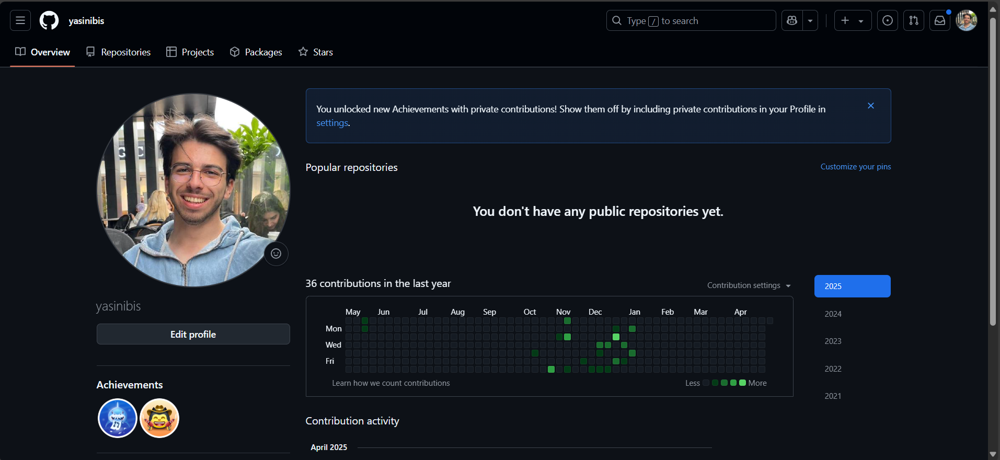 yasinibis
Type / to search
Overview
Repositories
Projects
Packages
Stars
You unlocked new Achievements with private contributions! Show them off by including private contributions in your Profile in
settings.
Popular repositories
Customize your pins
You don't have any public repositories yet.
yasinibis
Edit profile
Achievements
36 contributions in the last year
Contribution settings
2025
2024
2023
2022
2021
May Jun Jul Aug Sep Oct Nov Dec Jan Feb Mar Apr
Mon
Wed
Fri
Learn how we count contributions
Less More
Contribution activity
April 2025